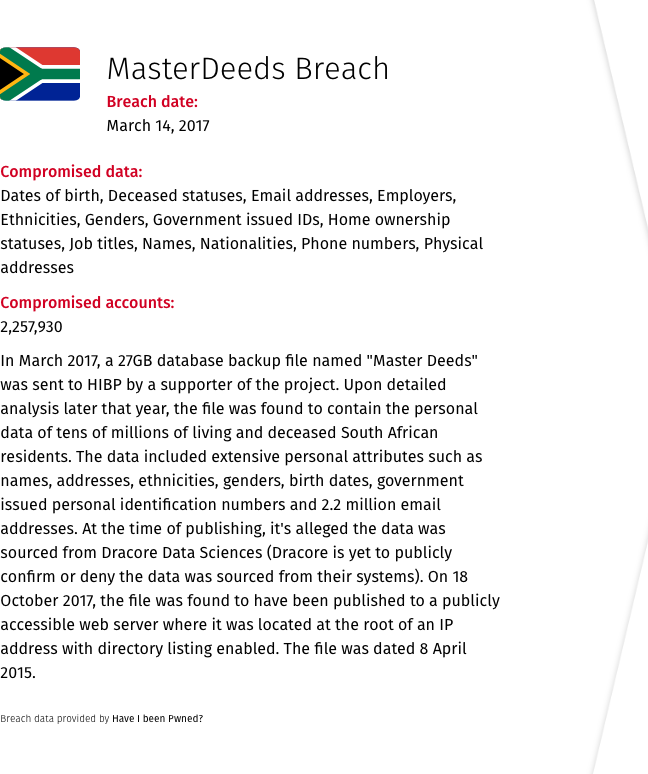 MasterDeeds Breach
Breach date:
March 14, 2017
Compromised data:
Dates of birth, Deceased statuses, Email addresses, Employers,
Ethnicities, Genders, Government issued IDs, Home ownership
statuses, Job titles, Names, Nationalities, Phone numbers, Physical
addresses
Compromised accounts:
2,257,930
In March 2017, a 27GB database backup file named "Master Deeds"
was sent to HIBP by a supporter of the project. Upon detailed
analysis later that year, the file was found to contain the personal
data of tens of millions of living and deceased South African
residents. The data included extensive personal attributes such as
names, addresses, ethnicities, genders, birth dates, government
issued personal identification numbers and 2.2 million email
addresses. At the time of publishing, it's alleged the data was
sourced from Dracore Data Sciences (Dracore is yet to publicly
confirm or deny the data was sourced from their systems). On 18
October 2017, the file was found to have been published to a publicly
accessible web server where it was located at the root of an IP
address with directory listing enabled. The file was dated 8 April
2015.
Breach data provided by Have I been Pwned?